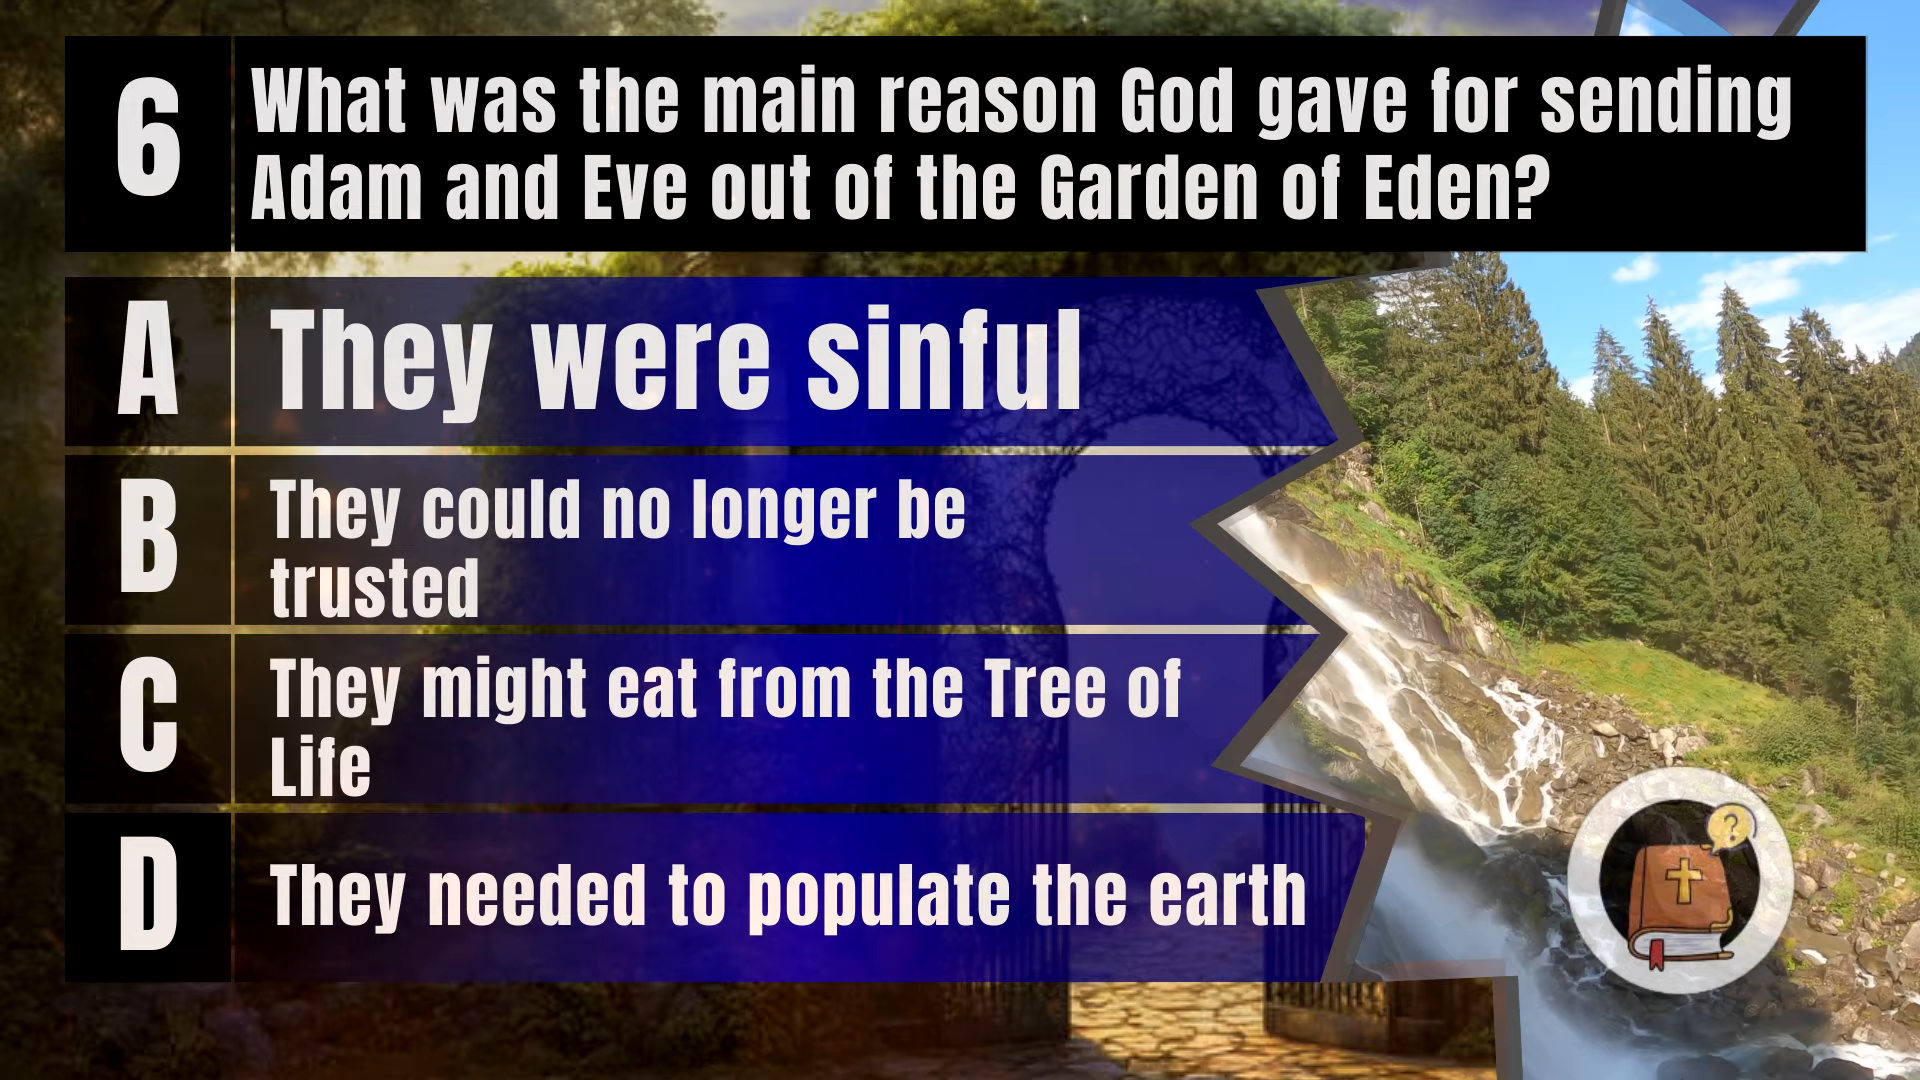 6
What was the main reason God gave for sending
Adam and Eve out of the Garden of Eden?
A
They were sinful
B
They could no longer be
trusted
C
They might eat from the Tree of
Life
D
They needed to populate the earth
?